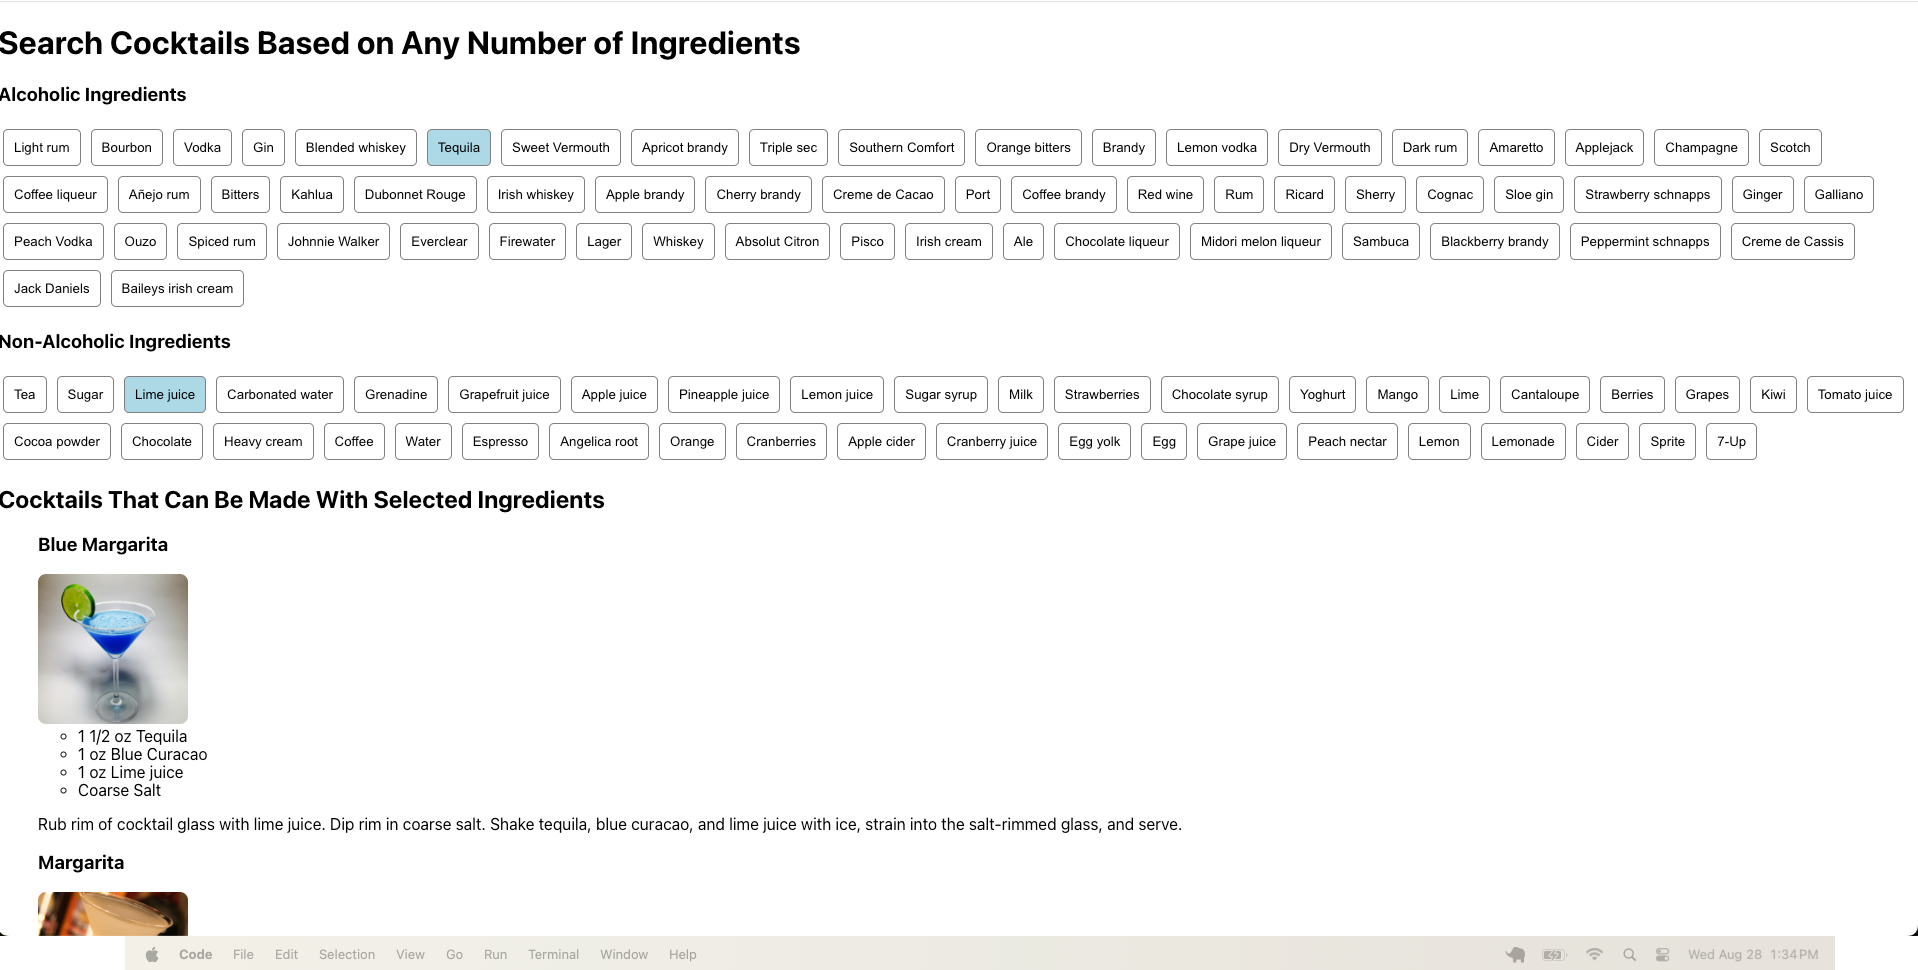 Search Cocktails Based on Any Number of Ingredients
Alcoholic Ingredients
Light rum Bourbon Vodka Gin Blended whiskey Tequila Sweet Vermouth Apricot brandy Triple sec Southern Comfort Orange bitters Brandy Lemon vodka Dry Vermouth Dark rum Amaretto Applejack Champagne Scotch
Coffee liqueur Añejo rum Bitters Kahlua Dubonnet Rouge Irish whiskey Apple brandy Cherry brandy Creme de Cacao Port Coffee brandy Red wine Rum Ricard Sherry Cognac Sloe gin Strawberry schnapps Ginger Galliano
Peach Vodka Ouzo Spiced rum Johnnie Walker Everclear Firewater Lager Whiskey Absolut Citron Pisco Irish cream Ale Chocolate liqueur Midori melon liqueur Sambuca Blackberry brandy Peppermint schnapps Creme de Cassis
Jack Daniels Baileys irish cream
Non-Alcoholic Ingredients
Tea Sugar Lime juice Carbonated water Grenadine Grapefruit juice Apple juice Pineapple juice Lemon juice Sugar syrup Milk Strawberries Chocolate syrup Yoghurt Mango Lime Cantaloupe Berries Grapes Kiwi Tomato juice
Cocoa powder Chocolate Heavy cream Coffee Water Espresso Angelica root Orange Cranberries Apple cider Cranberry juice Egg yolk Egg Grape juice Peach nectar Lemon Lemonade Cider Sprite 7-Up
Cocktails That Can Be Made With Selected Ingredients
Blue Margarita
1 1/2 oz Tequila
1 oz Blue Curacao
1 oz Lime juice
Coarse Salt
Rub rim of cocktail glass with lime juice. Dip rim in coarse salt. Shake tequila, blue curacao, and lime juice with ice, strain into the salt-rimmed glass, and serve.
Margarita
Code File Edit Selection View Go Run Terminal Window Help Wed Aug 28 1:34 PM